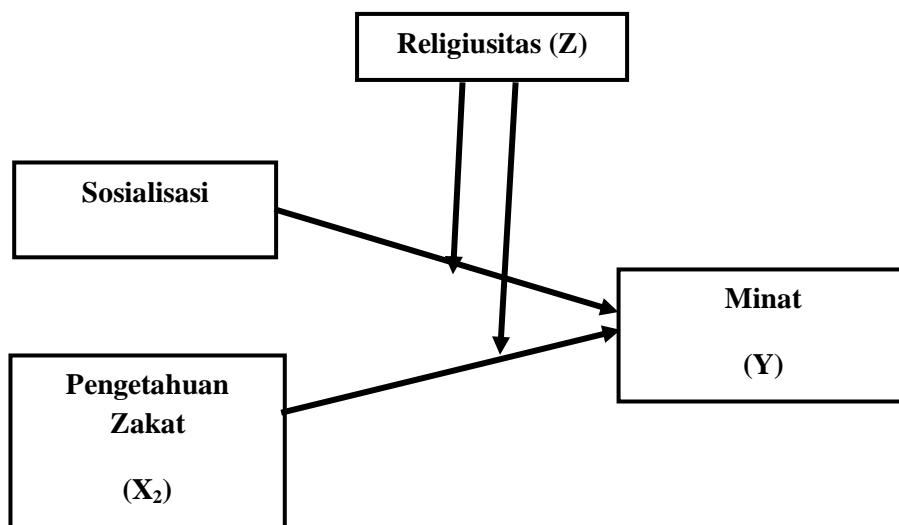 Religiusitas (Z)
Sosialisasi
Minat
(Y)
Pengetahuan
Zakat
(X₂)